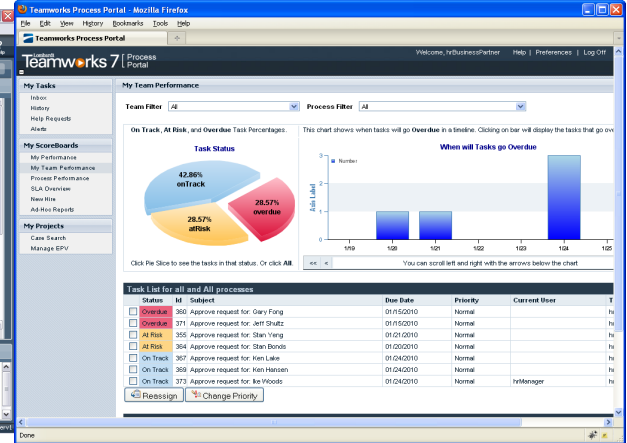 Teamworks Process Portal - Mozilla Firefox
File Edit View History Bookmarks Tools Help
Teamworks Process Portal
Welcome, hrBusinessPartner Help | Preferences | Log Off
Lombardi
Teamworks 7 [ Process Portal
My Tasks
Inbox
History
Help Requests
Alerts
My ScoreBoards
My Performance
My Team Performance
Process Performance
SLA Overview
New Hire
Ad-Hoc Reports
My Projects
Case Search
Manage EPV
My Team Performance
Team Filter All Process Filter All
On Track, At Risk, and Overdue Task Percentages.
Task Status
42.86%
onTrack
28.57%
overdue
28.57%
atRisk
Click Pie Slice to see the tasks in that status. Or click All.
This chart shows when tasks will go Overdue in a timeline. Clicking on bar will display the tasks that go ove
When will Tasks go Overdue
Number
Axis Label
3
2
1
0
1/19 1/20 1/21 1/22 1/23 1/24 1/25
<< < You can scroll left and right with the arrows below the chart
Task List for all and All processes
Status Id Subject Due Date Priority Current User T
Overdue 360 Approve request for: Gary Fong 01/15/2010 Normal h
Overdue 371 Approve request for: Jeff Shultz 01/15/2010 Normal h
At Risk 355 Approve request for: Stan Yeng 01/21/2010 Normal h
At Risk 364 Approve request for: Stan Bonds 01/20/2010 Normal h
On Track 367 Approve request for: Ken Lake 01/24/2010 Normal h
On Track 369 Approve request for: Ken Hansen 01/24/2010 Normal h
On Track 373 Approve request for: Ike Woods 01/24/2010 Normal hrManager h
Reassign Change Priority
Done